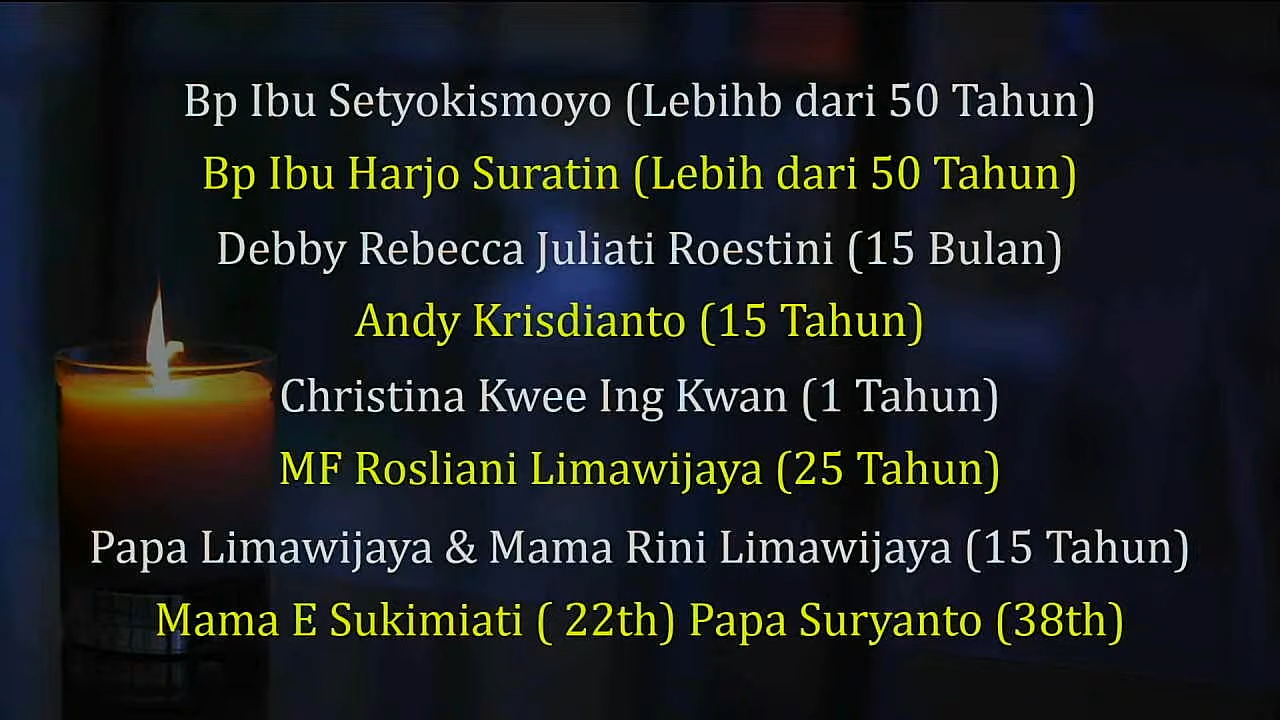 Bp Ibu Setyokismoyo (Lebihb dari 50 Tahun)
Bp Ibu Harjo Suratin (Lebih dari 50 Tahun)
Debby Rebecca Juliati Roestini (15 Bulan)
Andy Krisdianto (15 Tahun)
Christina Kwee Ing Kwan (1 Tahun)
MF Rosliani Limawijaya (25 Tahun)
Papa Limawijaya & Mama Rini Limawijaya (15 Tahun)
Mama E Sukimiati ( 22th) Papa Suryanto (38th)